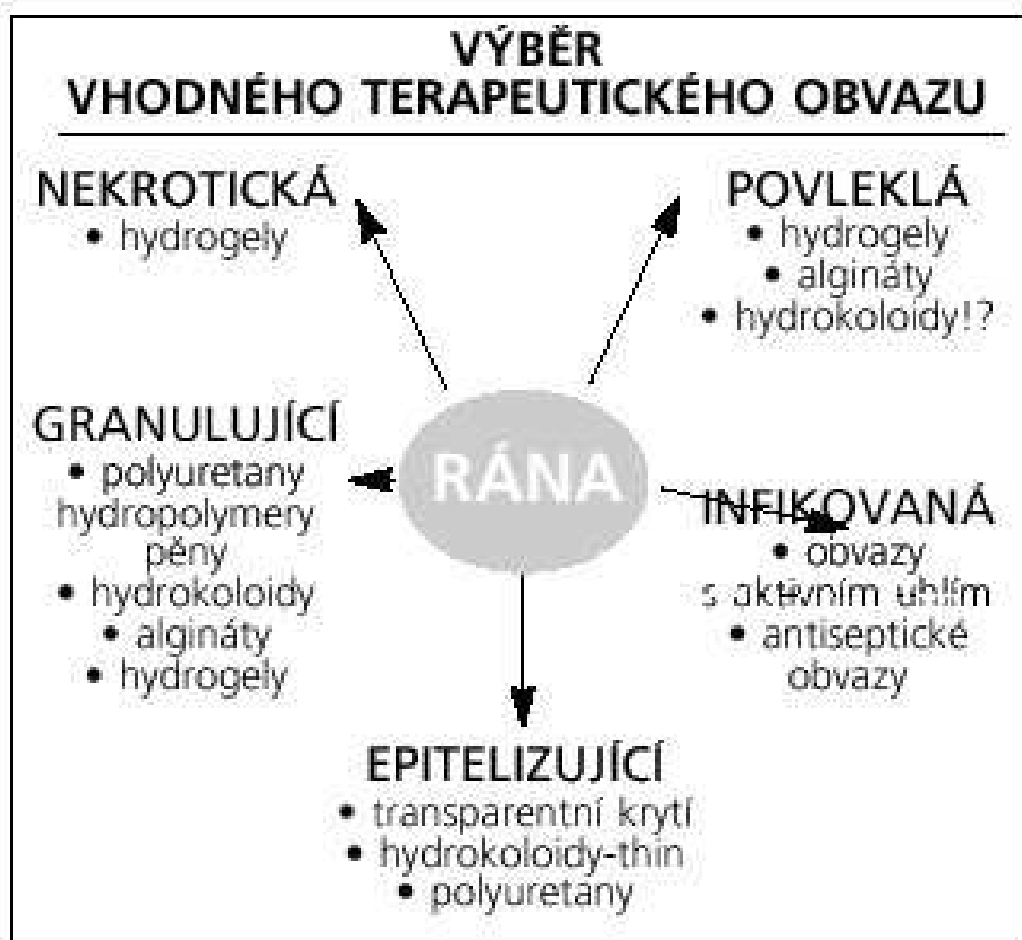 VÝBĚR
VHODNÉHO TERAPEUTICKÉHO OBVAZU
NEKROTICKÁ
• hydrogely
POVLEKLÁ
• hydrogely
• algináty
• hydrokoloidy!?
GRANULUJÍCÍ
• polyuretany
hydropolymery
pěny
• hydrokoloidy
• algináty
• hydrogely
RÁNA
INFIKOVANÁ
• obvazy
s aktivním uhlím
• antiseptické
obvazy
EPITELIZUJÍCÍ
• transparentní krytí
• hydrokoloidy-thin
• polyuretany